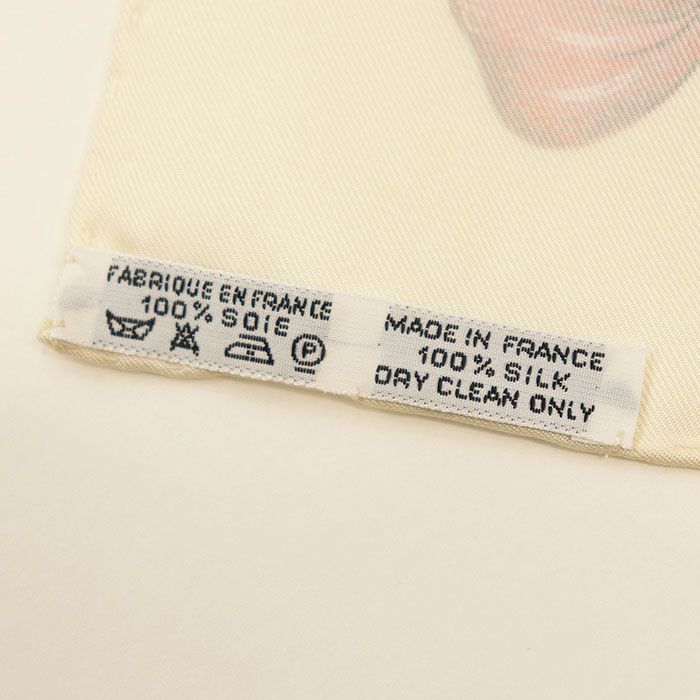 FABRIQUE EN FRANCE
100% SOIE
P
MADE IN FRANCE
100% SILK
DRY CLEAN ONLY